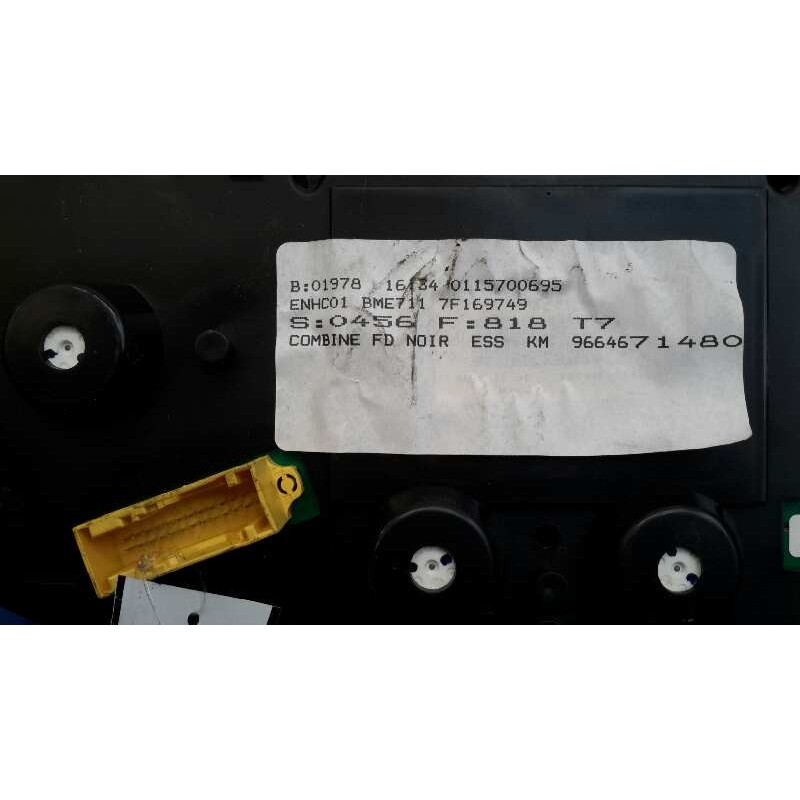 B:01978 16:34 0115700695
ENHC01 BME711 7F169749
S:0456 F:818 T7
COMBINE FD NOIR ESS KM 9664671480